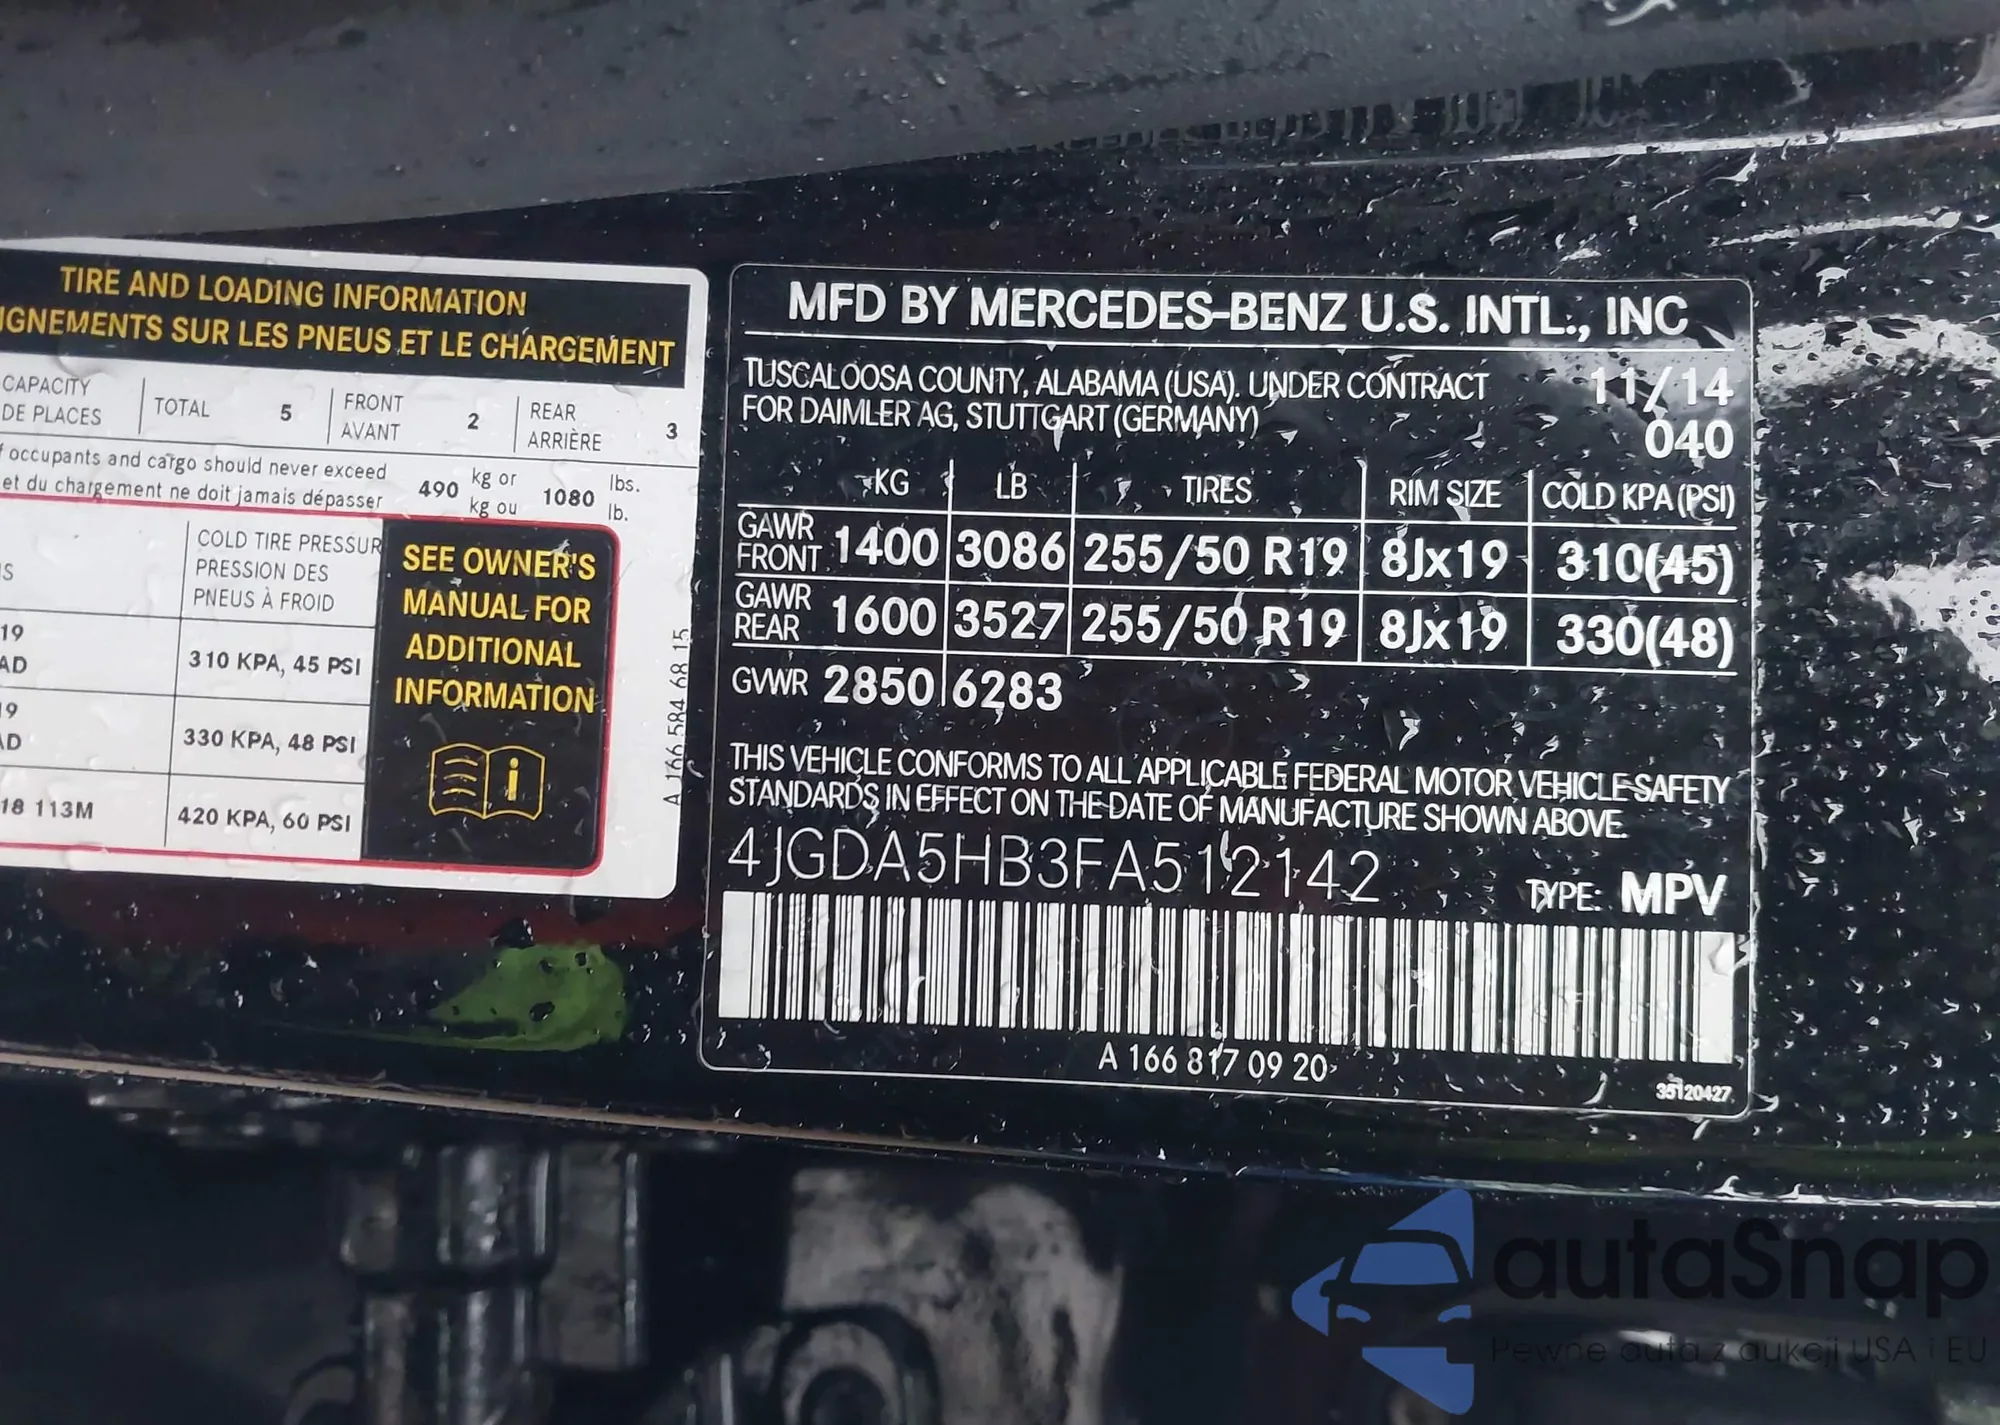 TIRE AND LOADING INFORMATION
IGNEMENTS SUR LES PNEUS ET LE CHARGEMENT
CAPACITY
DE PLACES
TOTAL 5
FRONT
AVANT 2
REAR
ARRIÈRE 3
f occupants and cargo should never exceed
et du chargement ne doit jamais dépasser
490 kg or
kg ou
1080 lbs.
lb.
COLD TIRE PRESSUR
PRESSION DES
PNEUS À FROID
S
19
AD
310 KPA, 45 PSI
19
AD
330 KPA, 48 PSI
18 113M
420 KPA, 60 PSI
SEE OWNER'S
MANUAL FOR
ADDITIONAL
INFORMATION
A 166 584 68 15
MFD BY MERCEDES-BENZ U.S. INTL., INC
TUSCALOOSA COUNTY, ALABAMA (USA). UNDER CONTRACT
FOR DAIMLER AG, STUTTGART (GERMANY)
11/14
040
KG LB TIRES RIM SIZE COLD KPA (PSI)
GAWR
FRONT 1400 3086 255/50 R19 8Jx19 310(45)
GAWR
REAR 1600 3527 255/50 R19 8Jx19 330(48)
GVWR 2850 6283
THIS VEHICLE CONFORMS TO ALL APPLICABLE FEDERAL MOTOR VEHICLE SAFETY
STANDARDS IN EFFECT ON THE DATE OF MANUFACTURE SHOWN ABOVE.
4JGDA5HB3FA512142
TYPE: MPV
A 166 817 09 20
35120427
autaSnap
Pewne auta z aukcji USA i EU